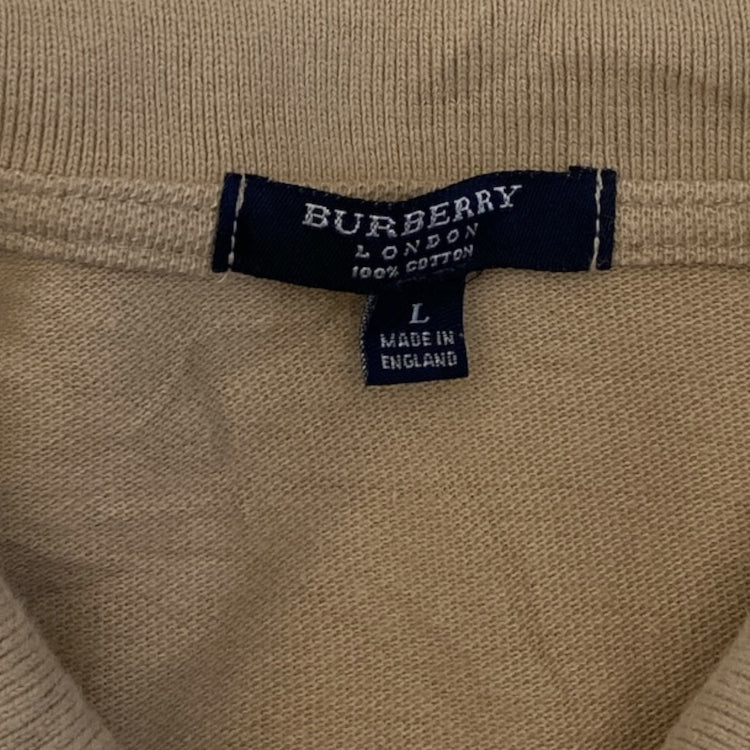 BURBERRY
LONDON
100% COTTON
L
MADE IN
ENGLAND